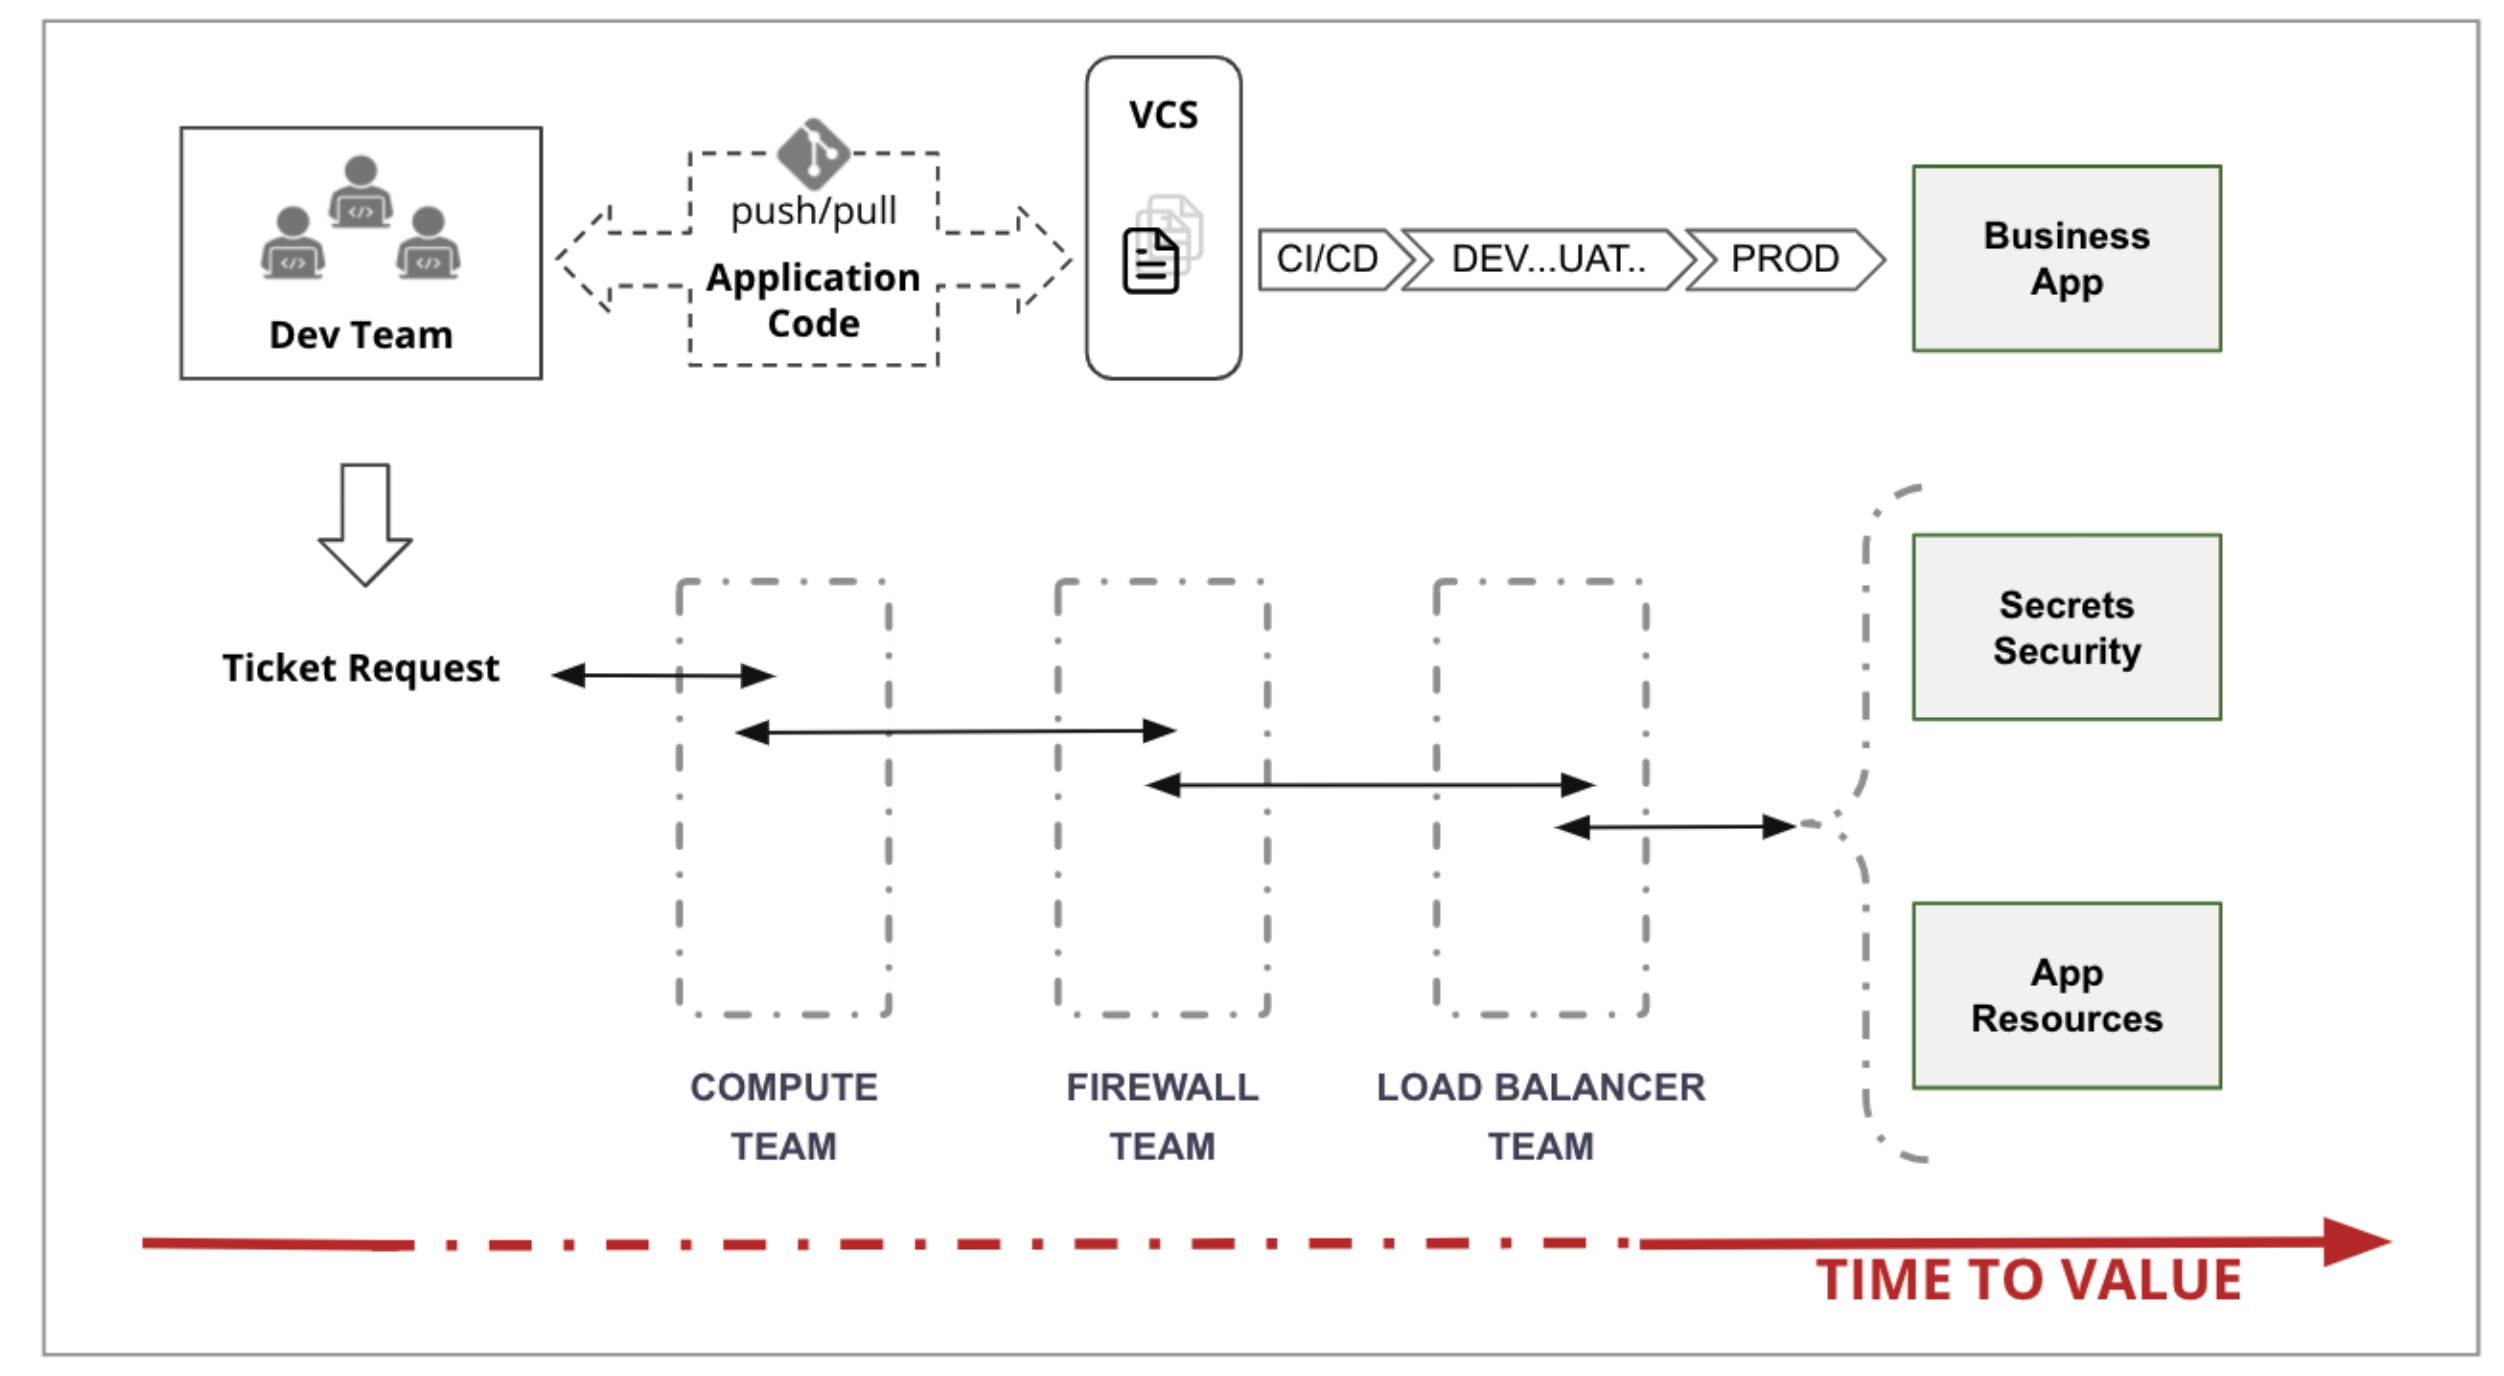 VCS
push/pull
Application
Code
Dev Team
CI/CD
DEV...UAT..
PROD
Business
App
Ticket Request
Secrets
Security
App
Resources
COMPUTE
TEAM
FIREWALL
TEAM
LOAD BALANCER
TEAM
TIME TO VALUE